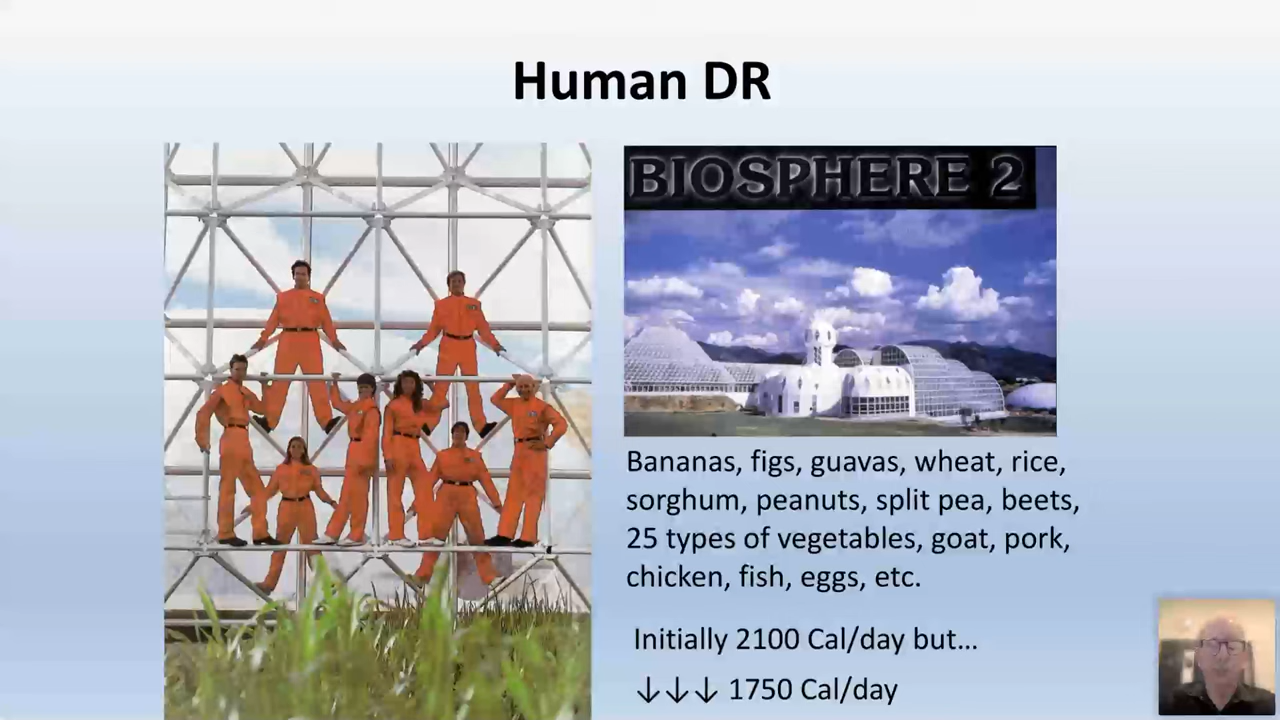 Human DR
BIOSPHERE 2
Bananas, figs, guavas, wheat, rice,
sorghum, peanuts, split pea, beets,
25 types of vegetables, goat, pork,
chicken, fish, eggs, etc.
Initially 2100 Cal/day but...
↓↓↓ 1750 Cal/day